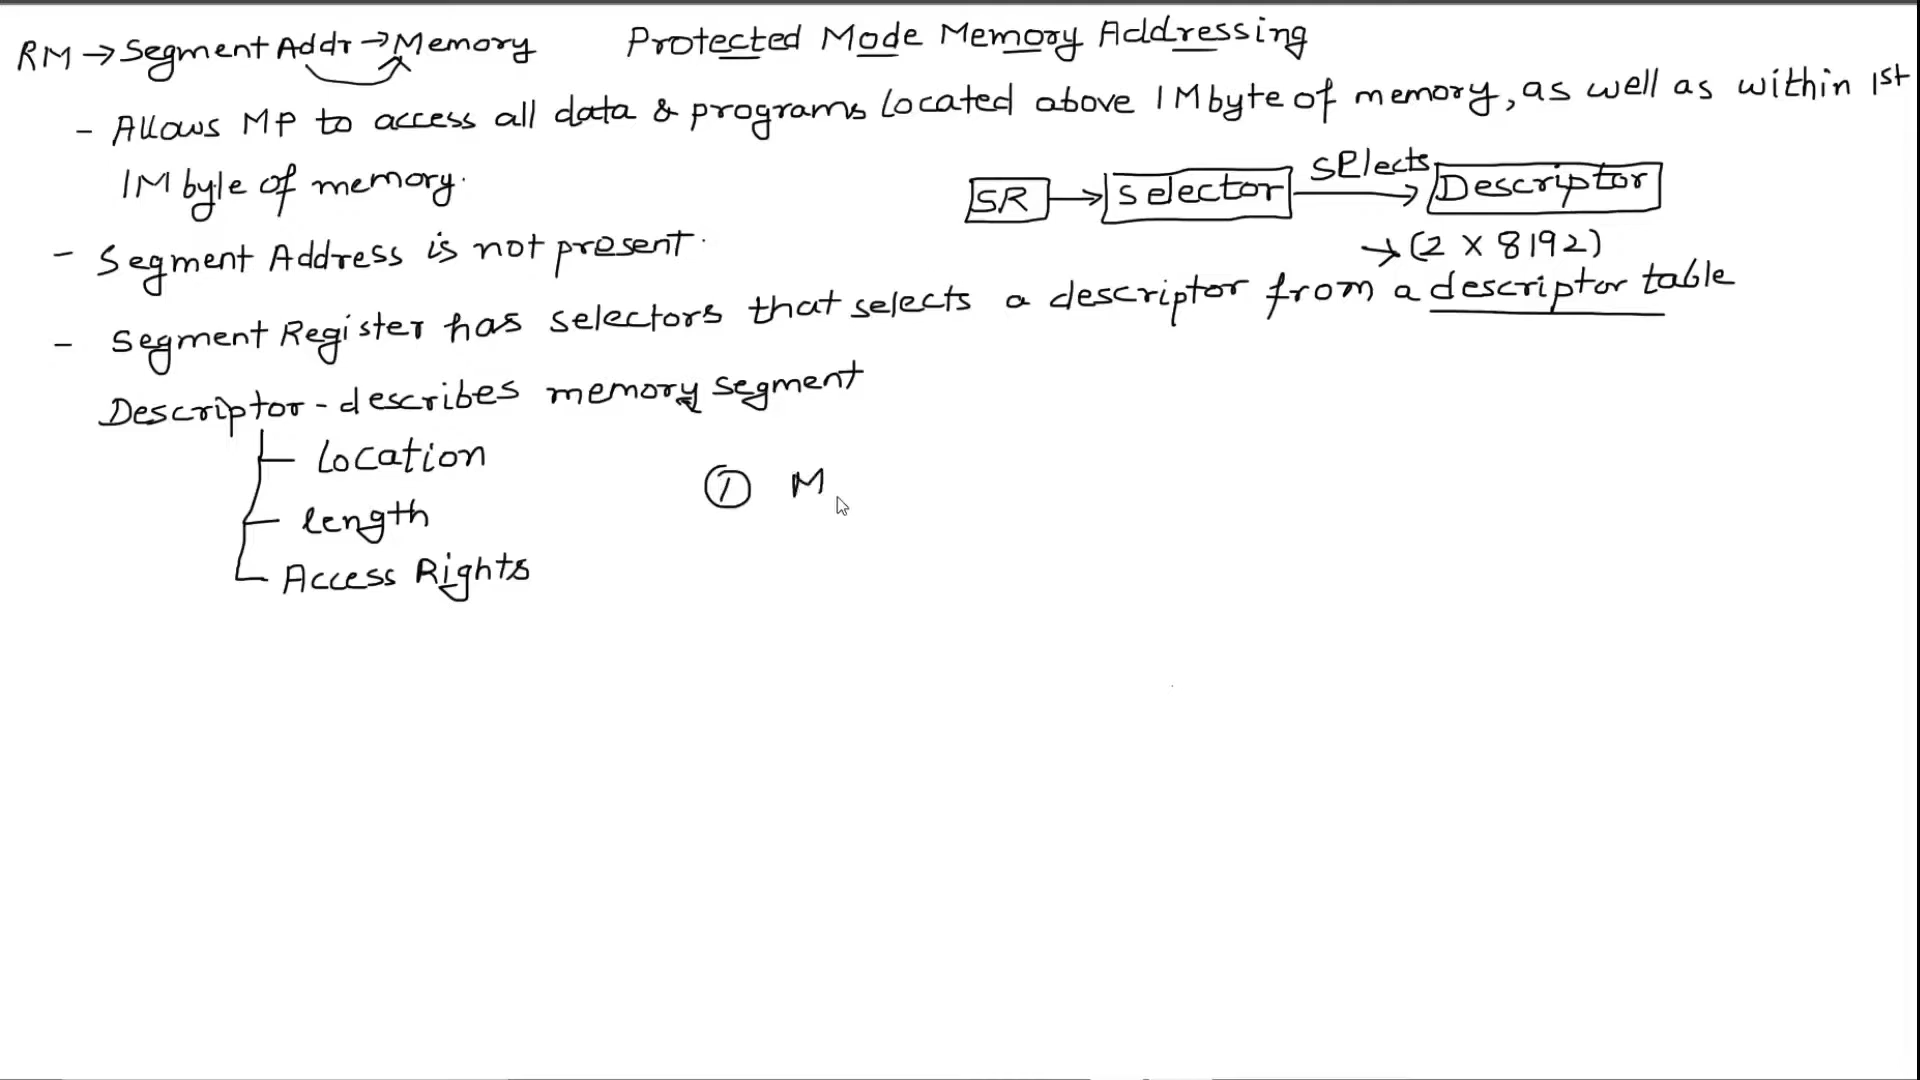 RM → Segment Addr → Memory
Protected Mode Memory Addressing
- Allows MP to access all data & programs located above 1 Mbyte of memory, as well as within 1st
1M byte of memory.
SR → Selector selects → Descriptor
→ (2 X 8192)
- Segment Address is not present.
- Segment Register has selectors that selects a descriptor from a descriptor table
Descriptor - describes memory segment
Location
length
Access Rights
① M